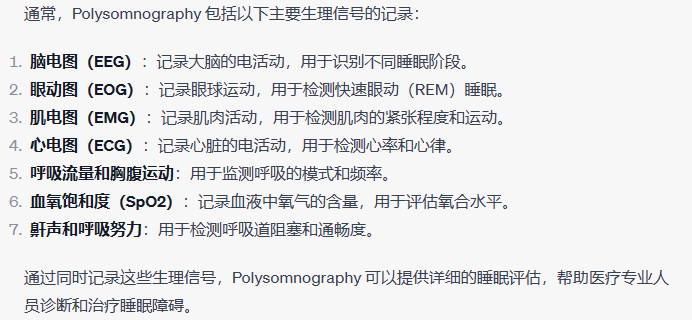 通常，Polysomnography 包括以下主要生理信号的记录：
1. 脑电图（EEG）：记录大脑的电活动，用于识别不同睡眠阶段。
2. 眼动图（EOG）：记录眼球运动，用于检测快速眼动（REM）睡眠。
3. 肌电图（EMG）：记录肌肉活动，用于检测肌肉的紧张程度和运动。
4. 心电图（ECG）：记录心脏的电活动，用于检测心率和心律。
5. 呼吸流量和胸腹运动：用于监测呼吸的模式和频率。
6. 血氧饱和度（SpO2）：记录血液中氧气的含量，用于评估氧合水平。
7. 鼾声和呼吸努力：用于检测呼吸道阻塞和通畅度。
通过同时记录这些生理信号，Polysomnography 可以提供详细的睡眠评估，帮助医疗专业人
员诊断和治疗睡眠障碍。